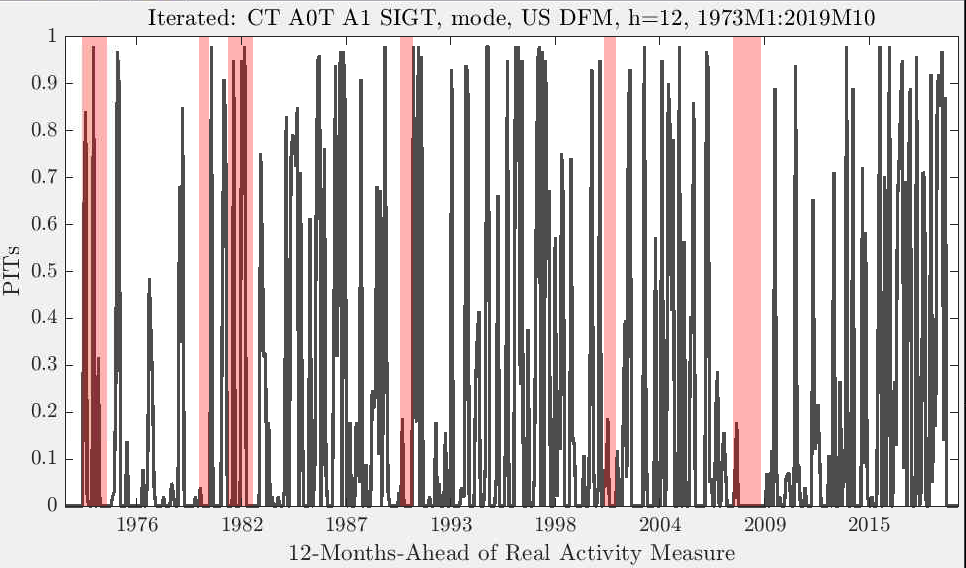 Iterated: CT A0T A1 SIGT, mode, US DFM, h=12, 1973M1:2019M10
1
0.9
0.8
0.7
0.6
0.5
0.4
0.3
0.2
0.1
0
PITs
1976 1982 1987 1993 1998 2004 2009 2015
12-Months-Ahead of Real Activity Measure